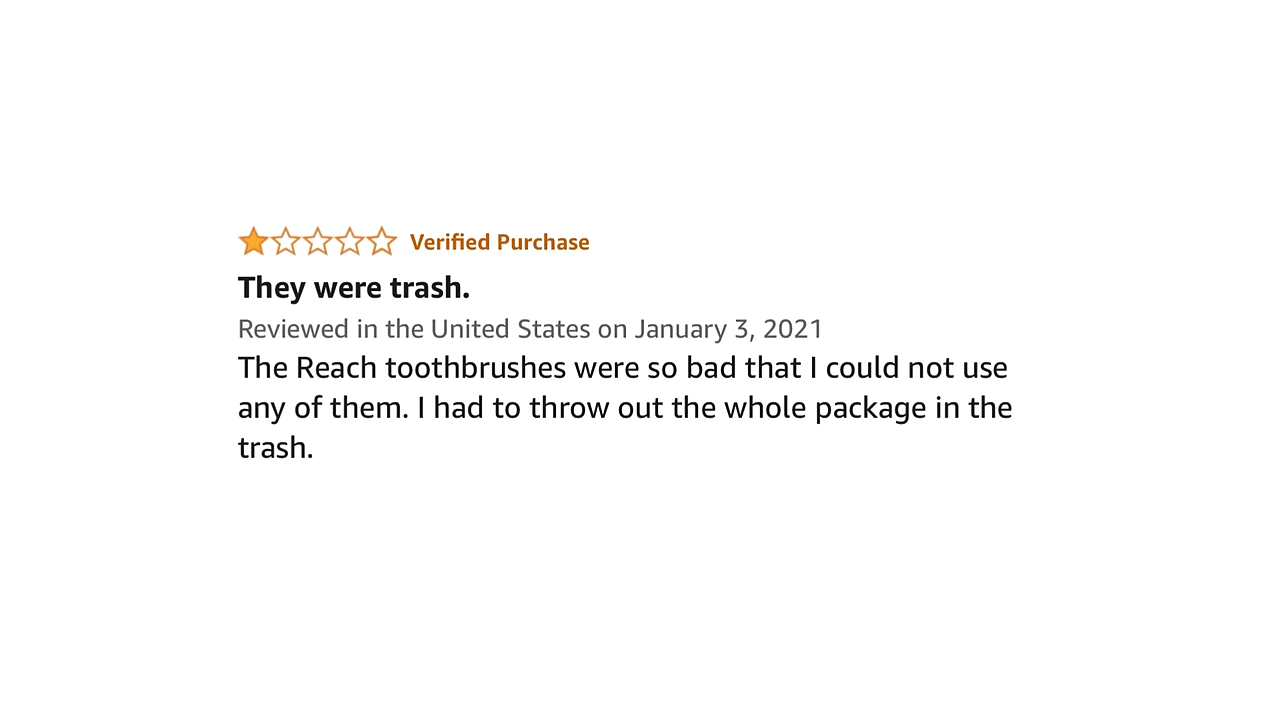 Verified Purchase
They were trash.
Reviewed in the United States on January 3, 2021
The Reach toothbrushes were so bad that I could not use
any of them. I had to throw out the whole package in the
trash.